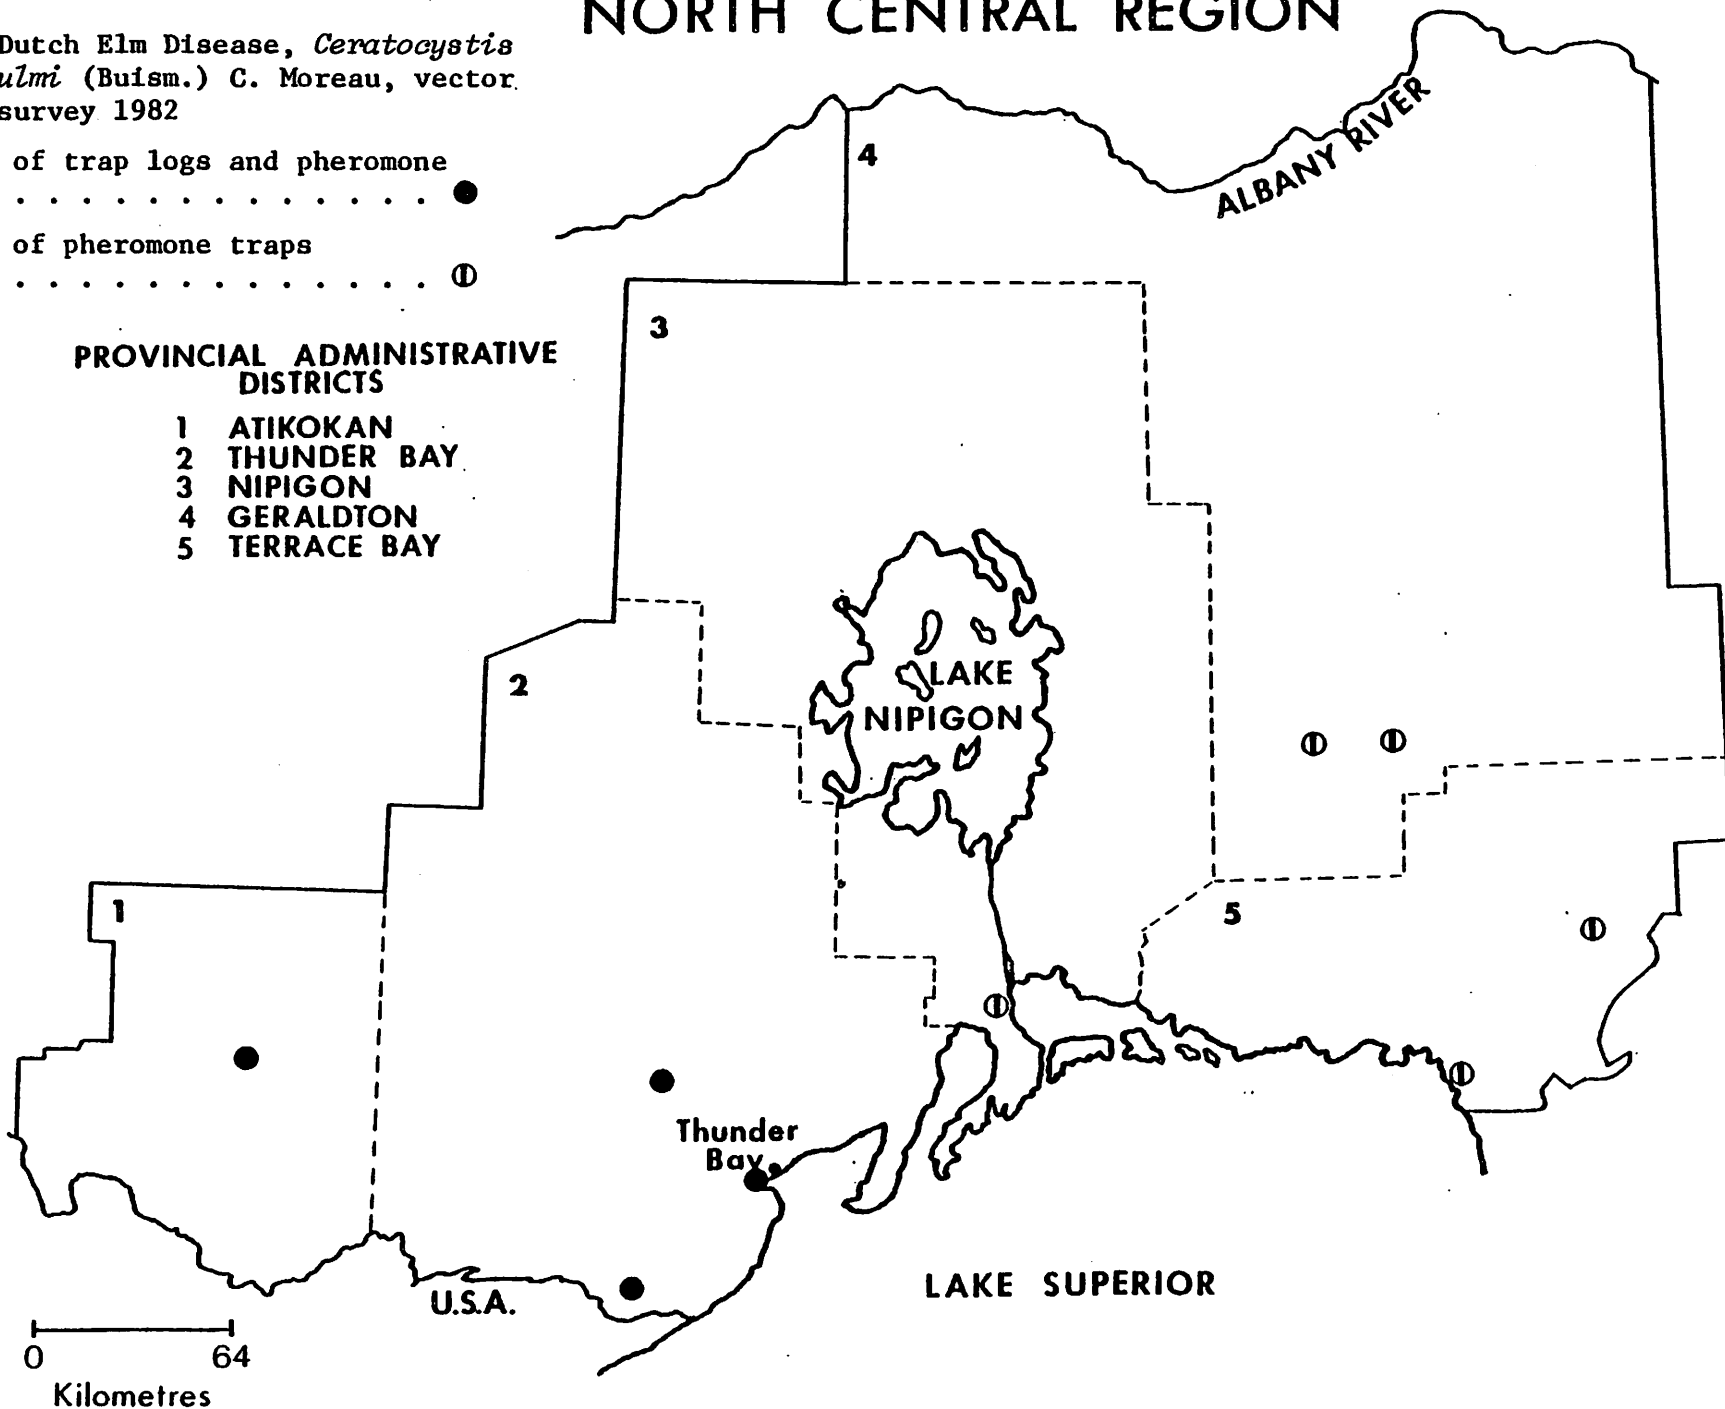 NORTH CENTRAL REGION
Dutch Elm Disease, Ceratocystis
ulmi (Buism.) C. Moreau, vector
survey 1982
of trap logs and pheromone
. . . . . . . . . . . . .
of pheromone traps
. . . . . . . . . . . . .
PROVINCIAL ADMINISTRATIVE
DISTRICTS
1 ATIKOKAN
2 THUNDER BAY
3 NIPIGON
4 GERALDTON
5 TERRACE BAY
4
ALBANY RIVER
3
2
LAKE
NIPIGON
1
5
Thunder
Bay
U.S.A.
LAKE SUPERIOR
0 64
Kilometres